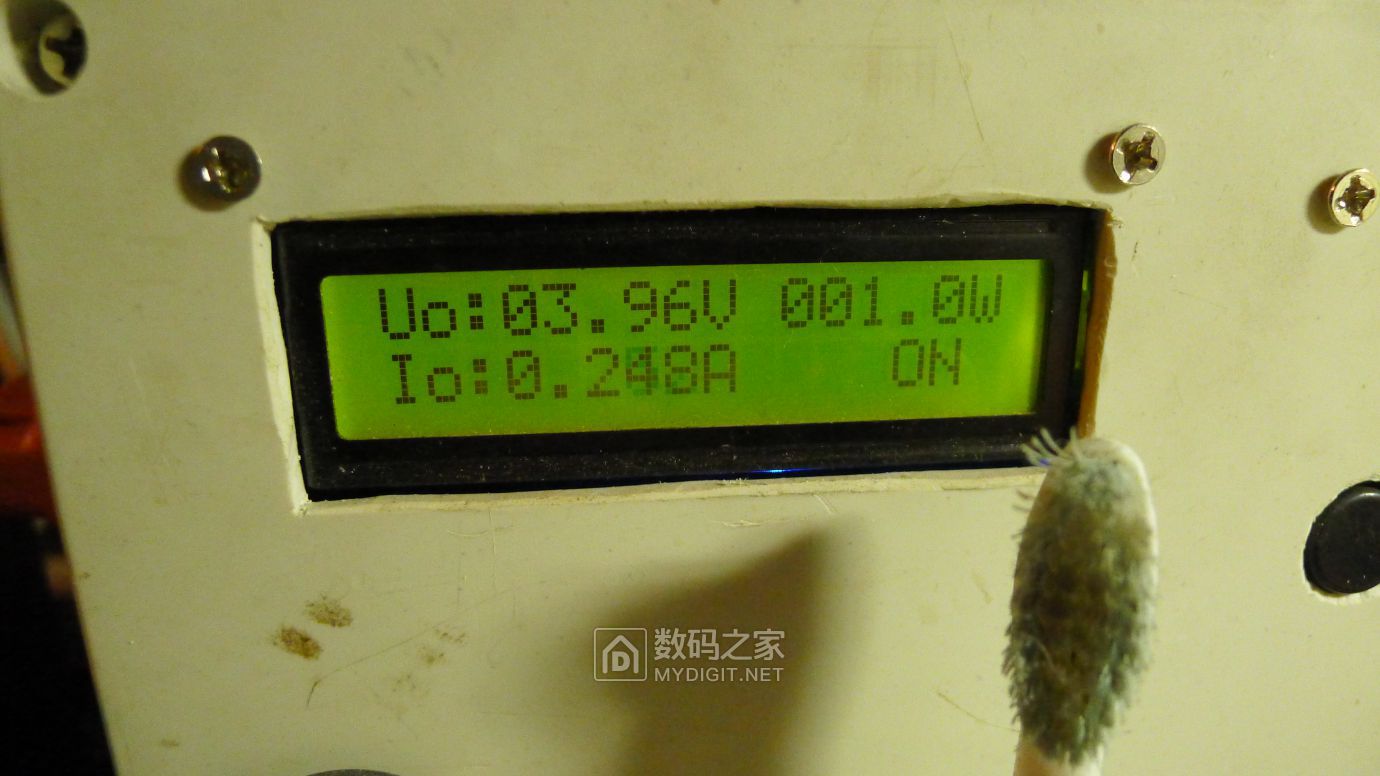 Uo:03.96V 001.0W
Io:0.248A ON
数码之家
MYDIGIT.NET